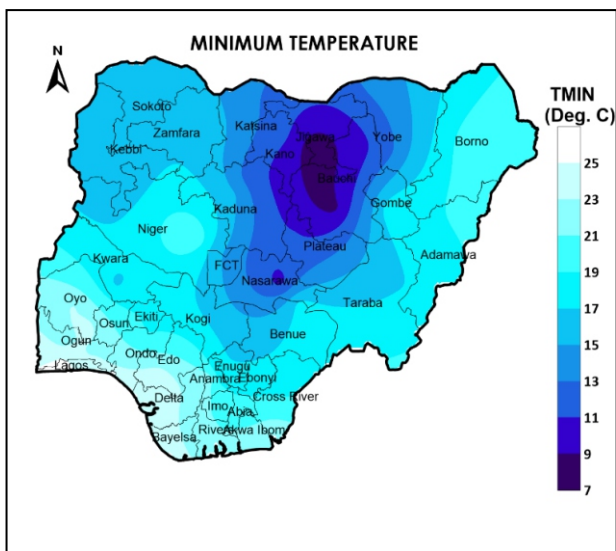 MINIMUM TEMPERATURE
N
TMIN
(Deg. C)
Sokoto
Zamfara
Kebbi
Katsina
Jigawa
Kano
Yobe
Borno
Bauchi
Gombe
Kaduna
Niger
Plateau
Adamawa
FCT
Nasarawa
Kwara
Taraba
Oyo
Osun
Ekiti
Kogi
Benue
Ogun
Ondo
Edo
Lagos
Enugu
Anambra
Ebonyi
Delta
Imo
Abia
Cross River
Bayelsa
Rivers
Akwa Ibom
25
23
21
19
17
15
13
11
9
7